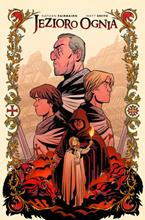 NATHAN FAIRBAIRN MATT SMITH
JEZIORO OGNIA